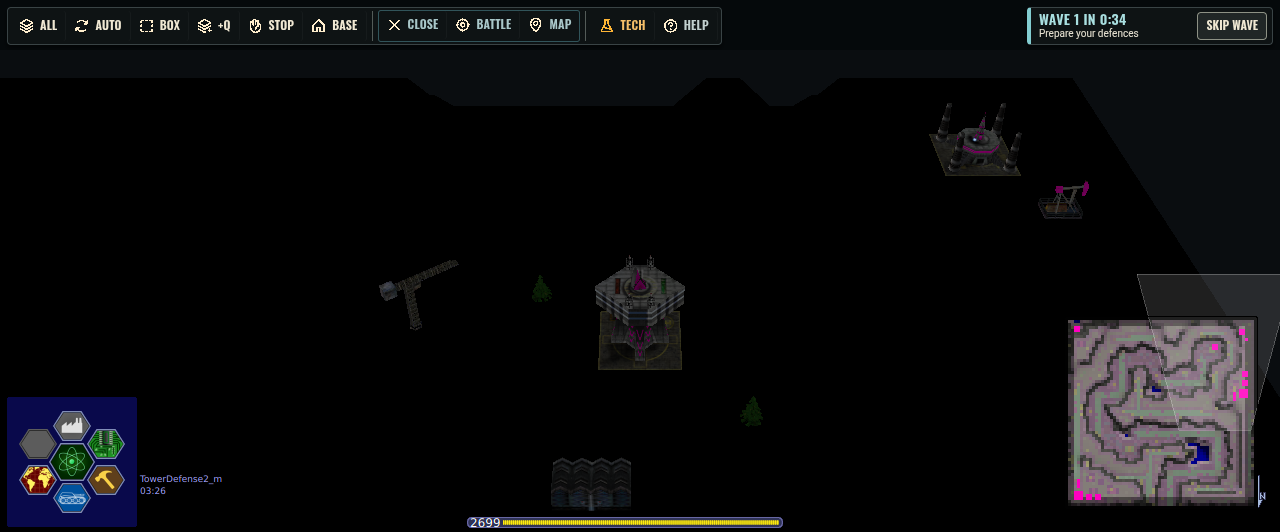 ALL AUTO BOX +Q STOP BASE CLOSE BATTLE MAP TECH HELP
WAVE 1 IN 0:34
Prepare your defences
SKIP WAVE
TowerDefense2_m
03:26
N
2699